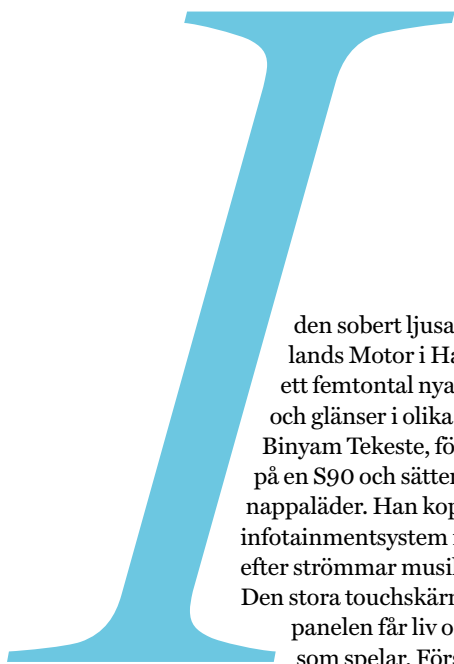 I
den sobert ljusa
lands Motor i Ha
ett femtontal nya
och glänser i olika
Binyam Tekeste, fö
på en S90 och sätter
nappaläder. Han kop
infotainmentsystem
efter strömmar musik
Den stora touchskärm
panelen får liv o
som spelar. Förs